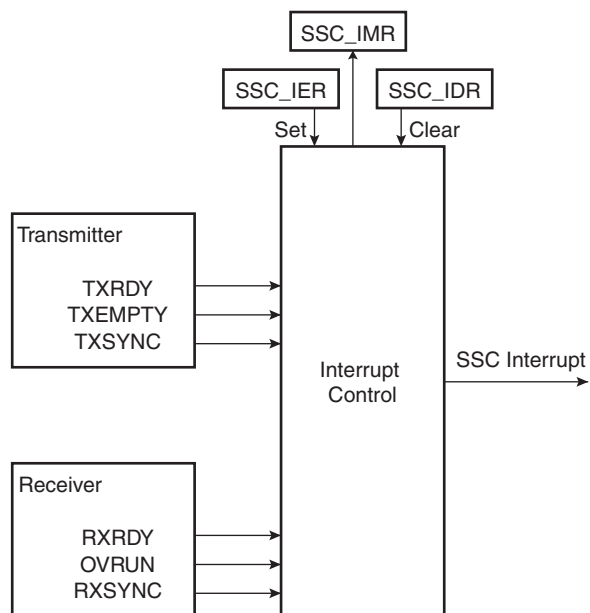 SSC_IMR
SSC_IER
SSC_IDR
Set
Clear
Transmitter
TXRDY
TXEMPTY
TXSYNC
Interrupt
Control
SSC Interrupt
Receiver
RXRDY
OVRUN
RXSYNC